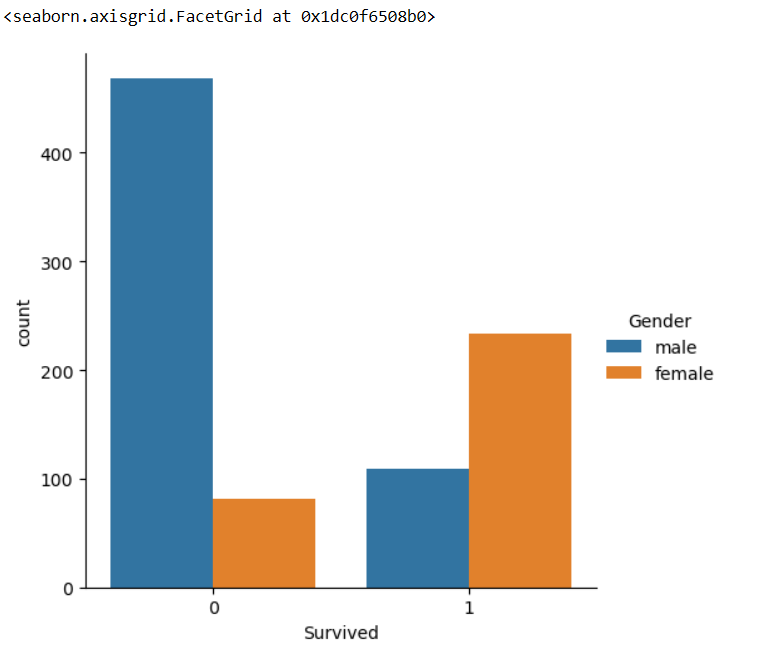 <seaborn.axisgrid.FacetGrid at 0x1dc0f6508b0>
400
300
200
100
0
count
0 1
Survived
Gender
male
female